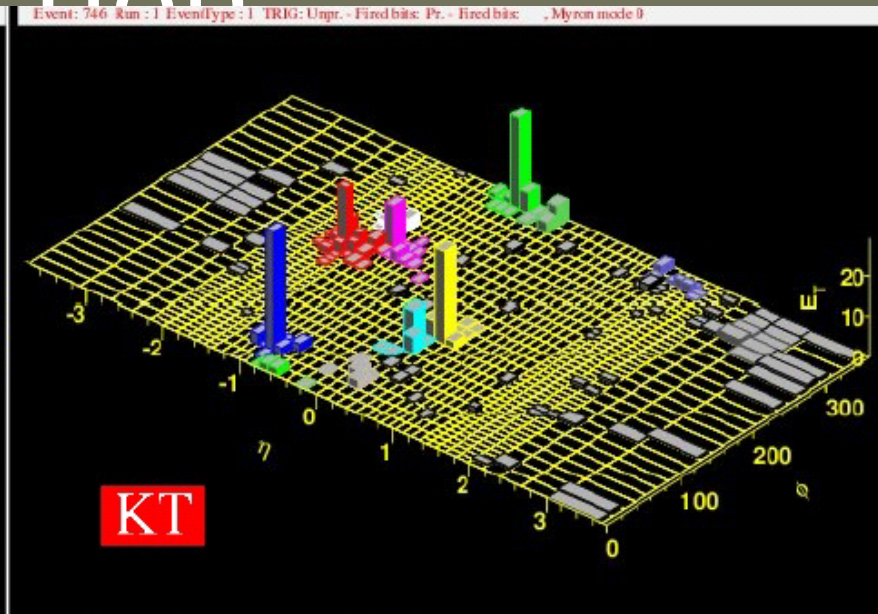 Event: 746 Run : 1 EventType : 1 TRIG: Unpr. - Fired bits: Pr. - Fired bits: , Myron mode 0
20
10
0
E_T
-3
-2
-1
0
1
2
3
η
300
200
100
0
ø
KT